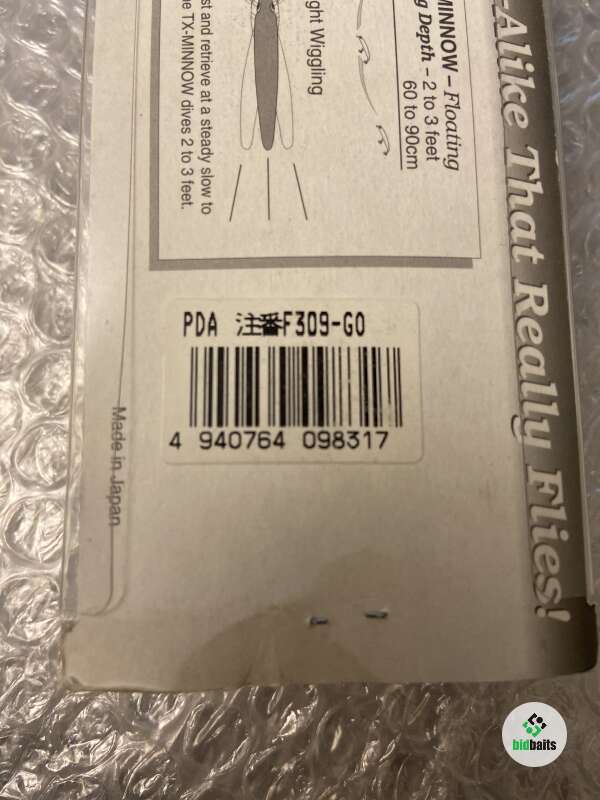 PDA 注番F309-GO
4 940764 098317
Made in Japan
-Alike That Really Flies!
MINNOW – Floating
g Depth – 2 to 3 feet
60 to 90cm
ght Wiggling
st and retrieve at a steady slow to
e TX-MINNOW dives 2 to 3 feet.
bidbaits